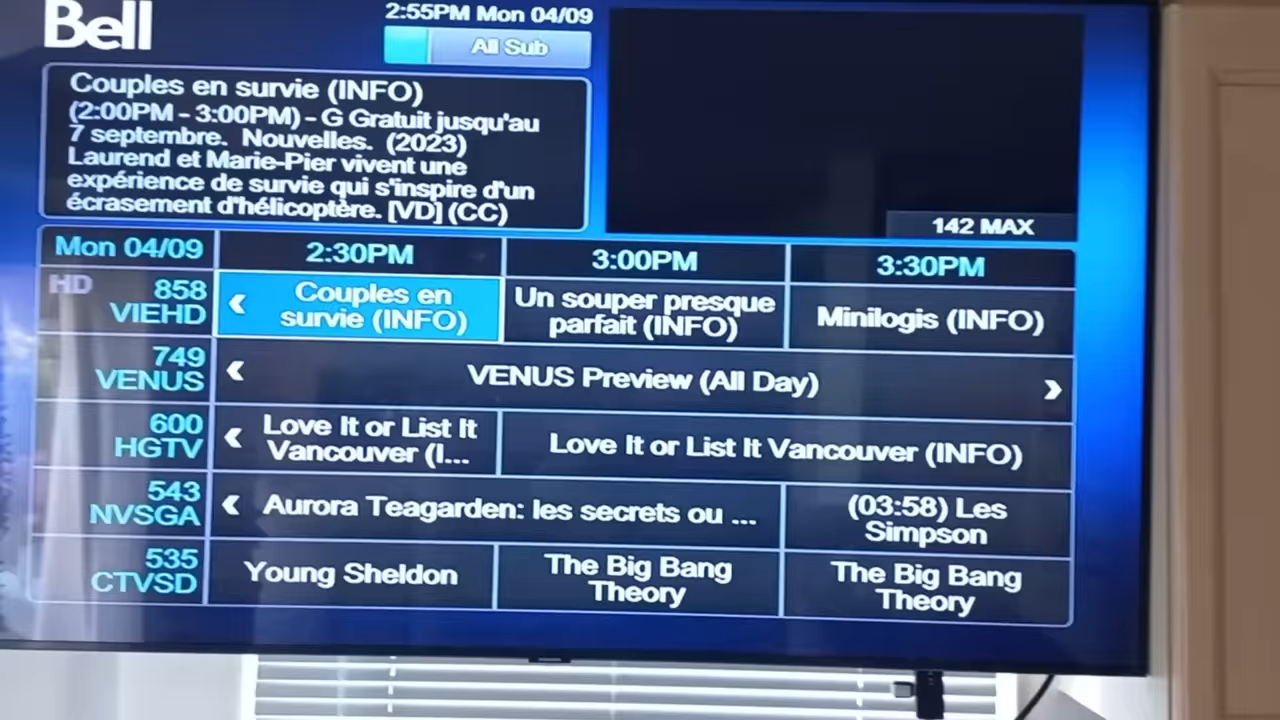 Bell
2:55PM Mon 04/09
All Sub
Couples en survie (INFO)
(2:00PM - 3:00PM) - G Gratuit jusqu'au
7 septembre. Nouvelles. (2023)
Laurend et Marie-Pier vivent une
expérience de survie qui s'inspire d'un
écrasement d'hélicoptère. [VD] (CC)
142 MAX
Mon 04/09 2:30PM 3:00PM 3:30PM
HD 858
VIEHD
Couples en
survie (INFO)
Un souper presque
parfait (INFO)
Minilogis (INFO)
749
VENUS
VENUS Preview (All Day)
600
HGTV
Love It or List It
Vancouver (I...
Love It or List It Vancouver (INFO)
543
NVSGA
Aurora Teagarden: les secrets ou ...
(03:58) Les
Simpson
535
CTVSD
Young Sheldon
The Big Bang
Theory
The Big Bang
Theory